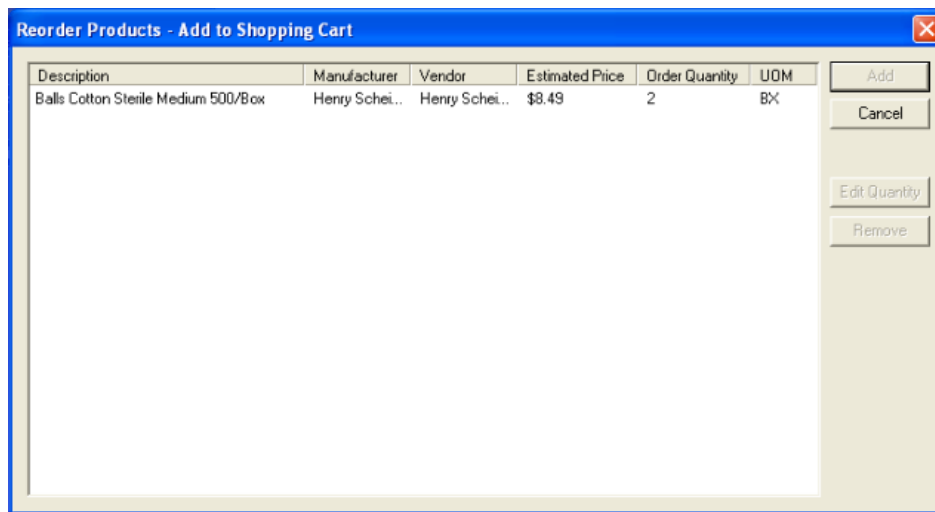 Reorder Products - Add to Shopping Cart
Description Manufacturer Vendor Estimated Price Order Quantity UOM
Balls Cotton Sterile Medium 500/Box Henry Schei... Henry Schei... $8.49 2 BX
Add
Cancel
Edit Quantity
Remove